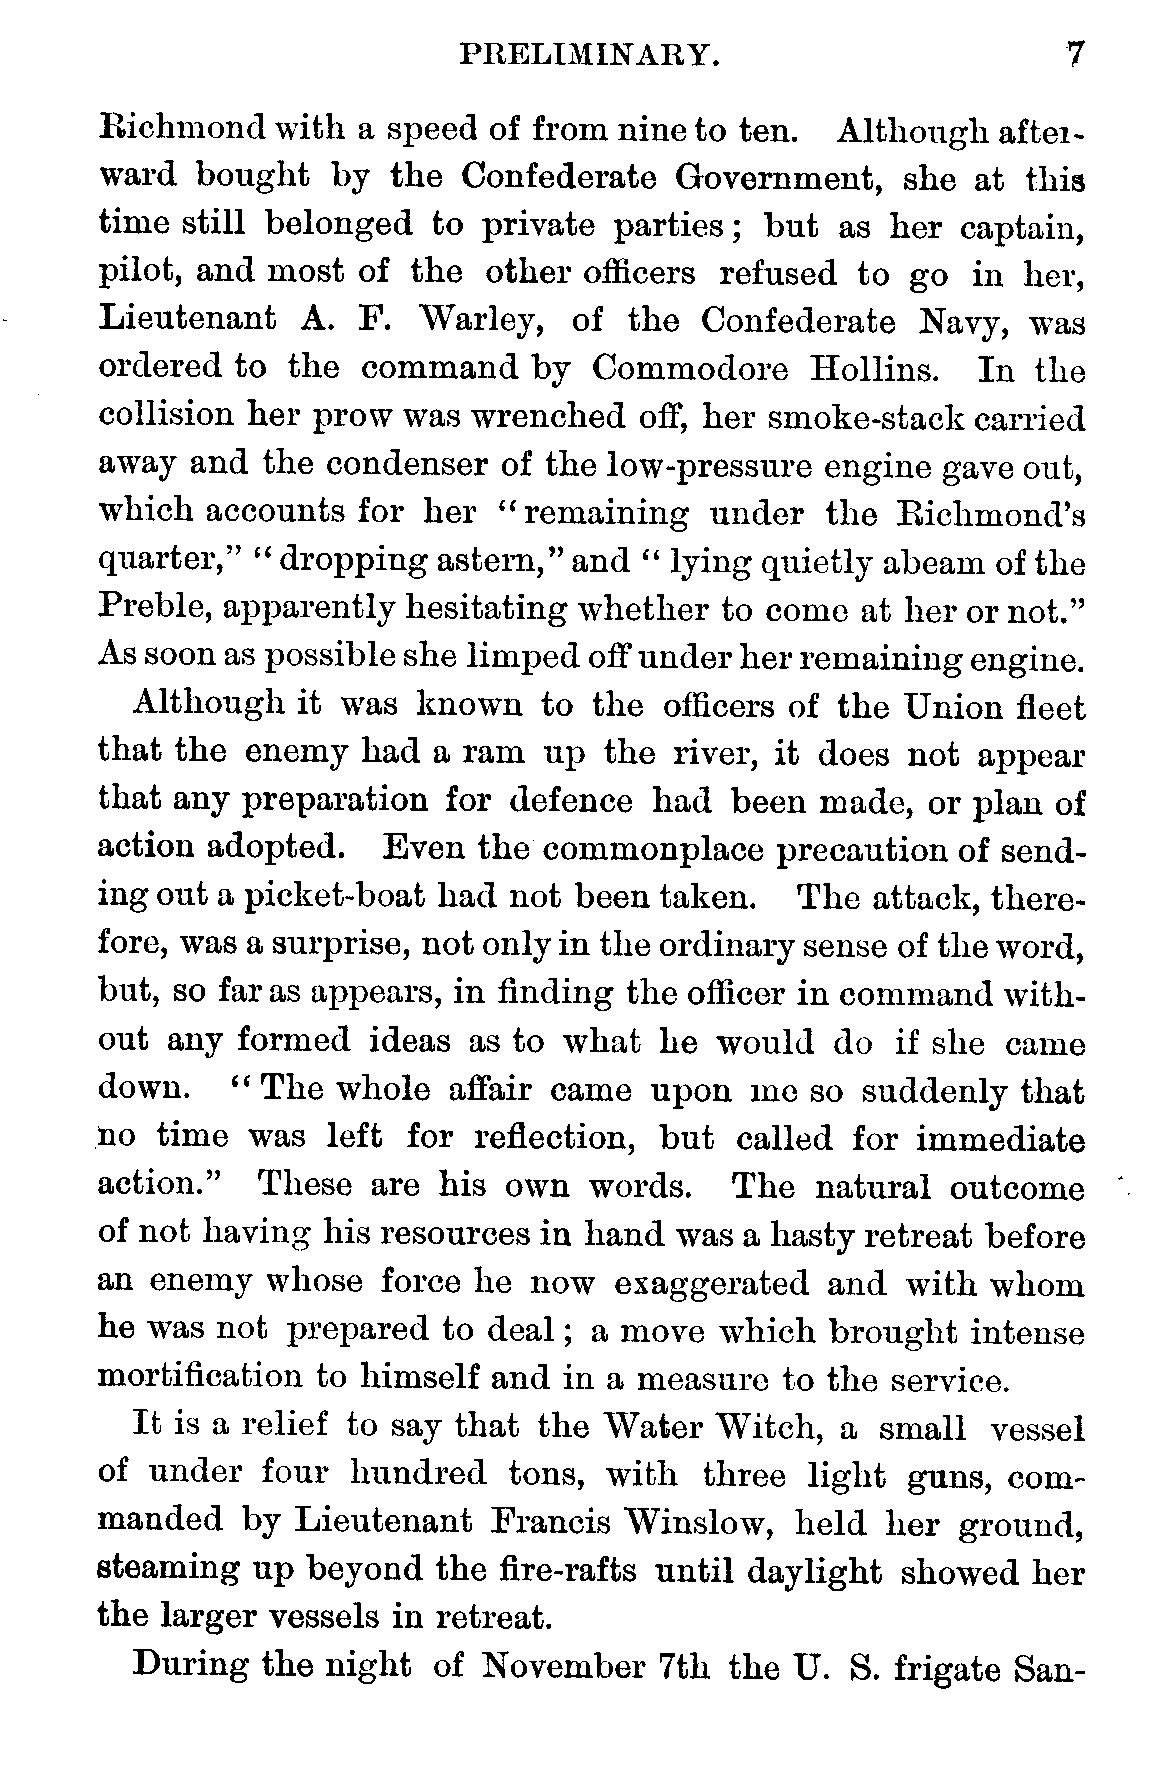 PRELIMINARY. 7
Richmond with a speed of from nine to ten. Although after-
ward bought by the Confederate Government, she at this
time still belonged to private parties; but as her captain,
pilot, and most of the other officers refused to go in her,
Lieutenant A. F. Warley, of the Confederate Navy, was
ordered to the command by Commodore Hollins. In the
collision her prow was wrenched off, her smoke-stack carried
away and the condenser of the low-pressure engine gave out,
which accounts for her "remaining under the Richmond's
quarter," "dropping astern," and "lying quietly abeam of the
Preble, apparently hesitating whether to come at her or not."
As soon as possible she limped off under her remaining engine.
Although it was known to the officers of the Union fleet
that the enemy had a ram up the river, it does not appear
that any preparation for defence had been made, or plan of
action adopted. Even the commonplace precaution of send-
ing out a picket-boat had not been taken. The attack, there-
fore, was a surprise, not only in the ordinary sense of the word,
but, so far as appears, in finding the officer in command with-
out any formed ideas as to what he would do if she came
down. "The whole affair came upon me so suddenly that
no time was left for reflection, but called for immediate
action." These are his own words. The natural outcome
of not having his resources in hand was a hasty retreat before
an enemy whose force he now exaggerated and with whom
he was not prepared to deal; a move which brought intense
mortification to himself and in a measure to the service.
It is a relief to say that the Water Witch, a small vessel
of under four hundred tons, with three light guns, com-
manded by Lieutenant Francis Winslow, held her ground,
steaming up beyond the fire-rafts until daylight showed her
the larger vessels in retreat.
During the night of November 7th the U. S. frigate San-